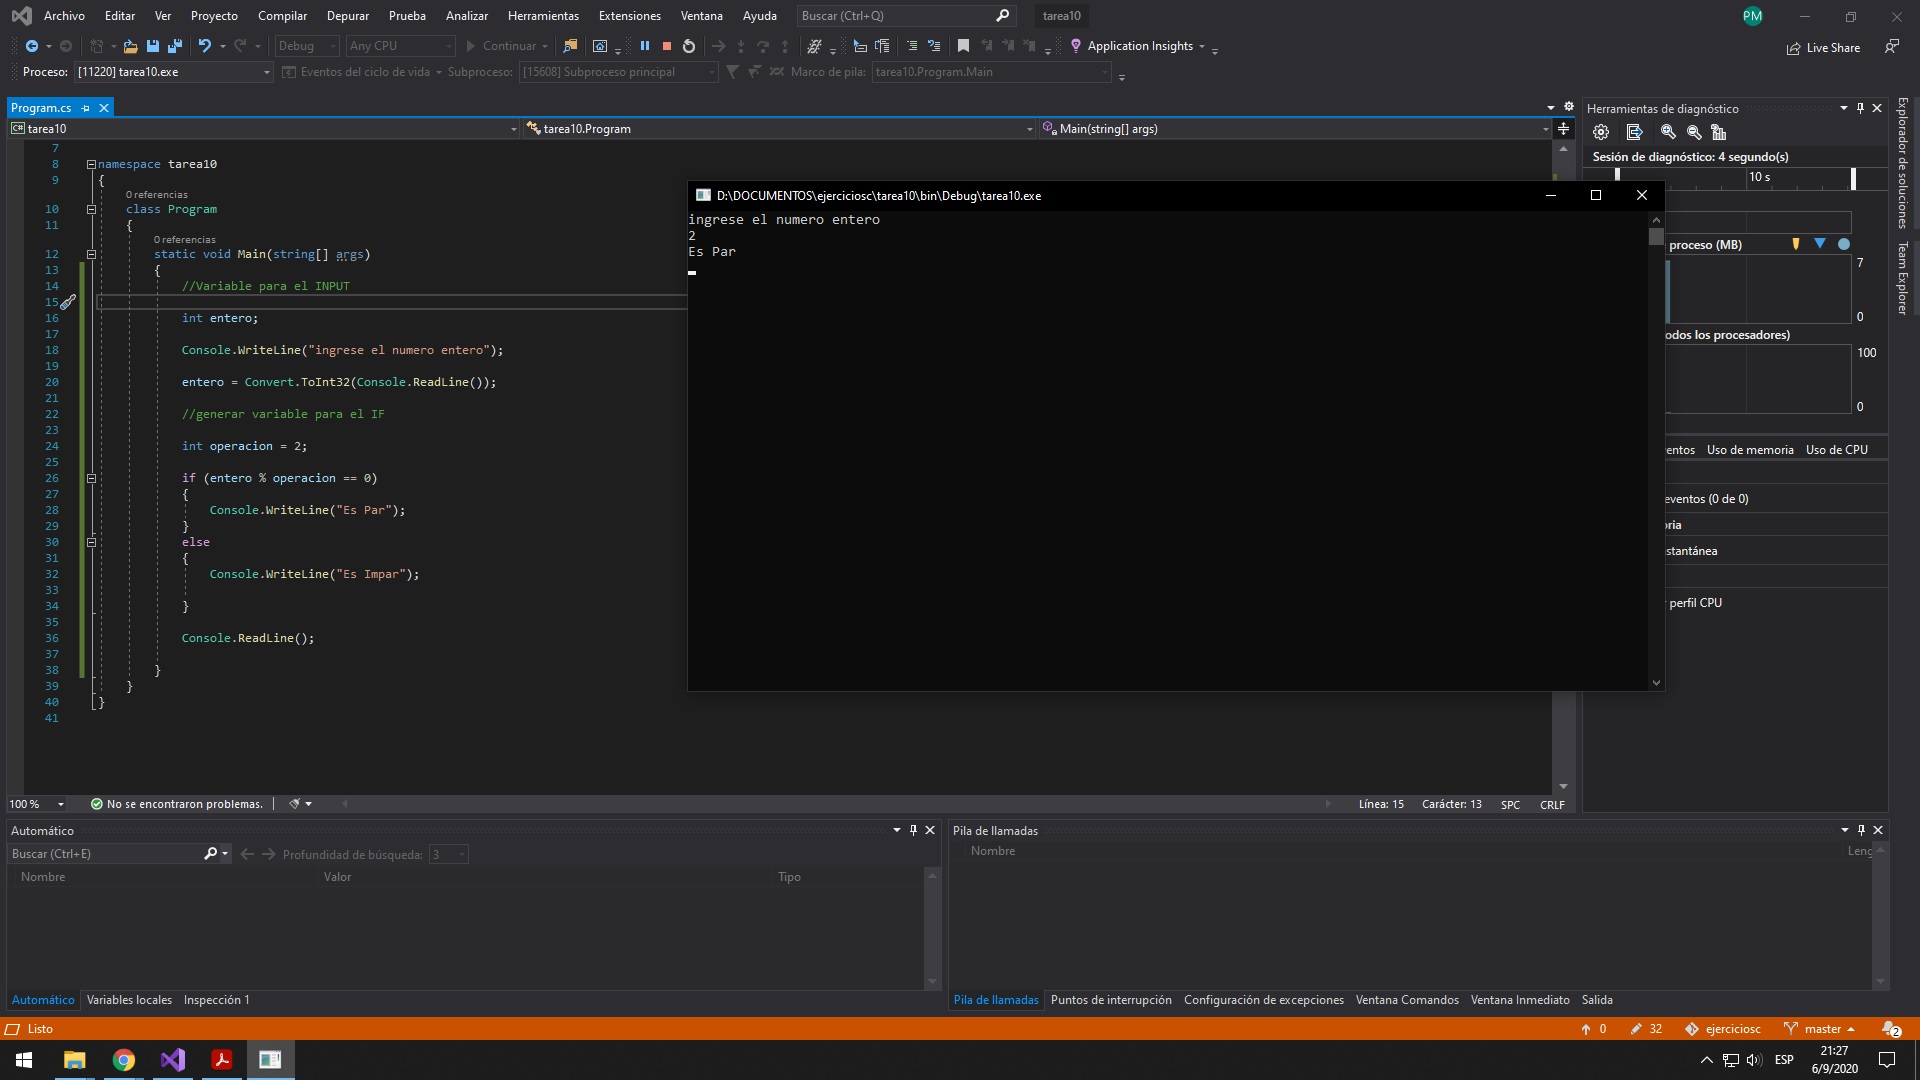 Archivo Editar Ver Proyecto Compilar Depurar Prueba Analizar Herramientas Extensiones Ventana Ayuda Buscar (Ctrl+Q) tarea10 PM
Debug Any CPU Continuar Application Insights Live Share
Proceso: [11220] tarea10.exe Eventos del ciclo de vida Subproceso: [15608] Subproceso principal Marco de pila: tarea10.Program.Main
Program.cs
C# tarea10 tarea10.Program Main(string[] args)
7
8 namespace tarea10
9 {
0 referencias
10 class Program
11 {
0 referencias
12 static void Main(string[] args)
13 {
14 //Variable para el INPUT
15
16 int entero;
17
18 Console.WriteLine("ingrese el numero entero");
19
20 entero = Convert.ToInt32(Console.ReadLine());
21
22 //generar variable para el IF
23
24 int operacion = 2;
25
26 if (entero % operacion == 0)
27 {
28 Console.WriteLine("Es Par");
29 }
30 else
31 {
32 Console.WriteLine("Es Impar");
33
34 }
35
36 Console.ReadLine();
37
38 }
39 }
40 }
41
D:\DOCUMENTOS\ejerciciosc\tarea10\bin\Debug\tarea10.exe
ingrese el numero entero
2
Es Par
Herramientas de diagnóstico
Sesión de diagnóstico: 4 segundo(s)
10 s
proceso (MB)
7
0
odos los procesadores)
100
0
entos Uso de memoria Uso de CPU
eventos (0 de 0)
ria
stantánea
perfil CPU
Explorador de soluciones
Team Explorer
100 % No se encontraron problemas. Línea: 15 Carácter: 13 SPC CRLF
Automático
Buscar (Ctrl+E) Profundidad de búsqueda: 3
Nombre Valor Tipo
Automático Variables locales Inspección 1
Pila de llamadas
Nombre Leng
Pila de llamadas Puntos de interrupción Configuración de excepciones Ventana Comandos Ventana Inmediato Salida
Listo 0 32 ejerciciosc master 2
ESP
21:27
6/9/2020